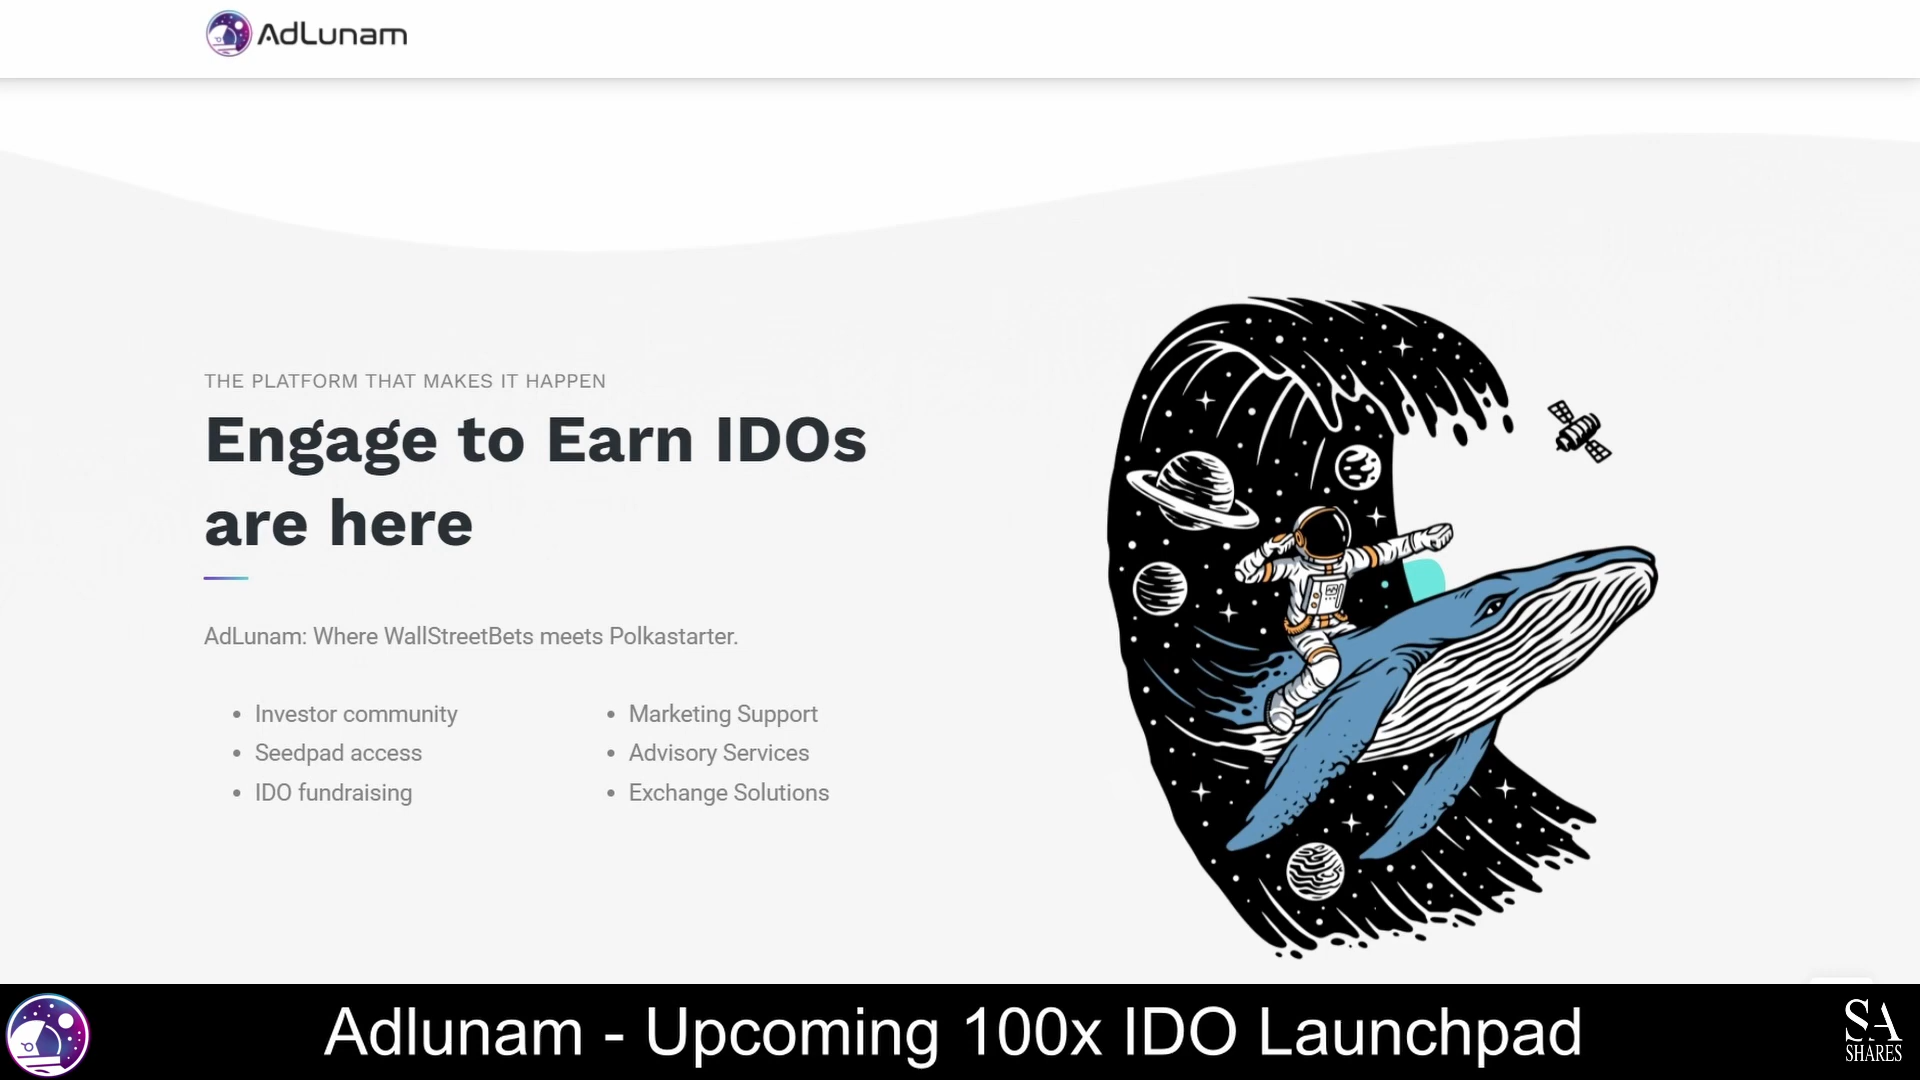 AdLunam
THE PLATFORM THAT MAKES IT HAPPEN
Engage to Earn IDOs
are here
AdLunam: Where WallStreetBets meets Polkastarter.
Investor community
Seedpad access
IDO fundraising
Marketing Support
Advisory Services
Exchange Solutions
Adlunam - Upcoming 100x IDO Launchpad
SA
SHARES